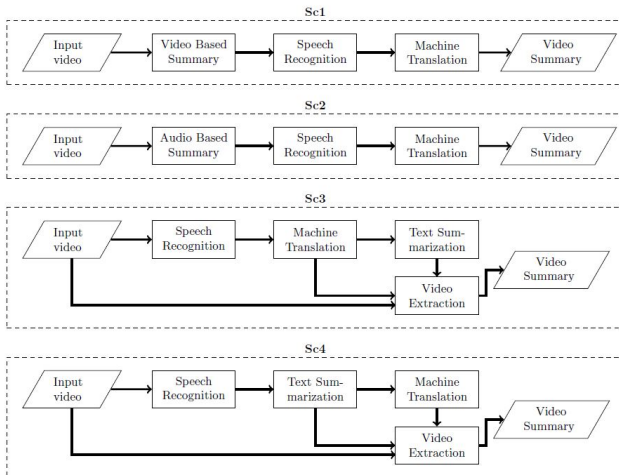 Sc1
Input
video
Video Based
Summary
Speech
Recognition
Machine
Translation
Video
Summary
Sc2
Input
video
Audio Based
Summary
Speech
Recognition
Machine
Translation
Video
Summary
Sc3
Input
video
Speech
Recognition
Machine
Translation
Text Sum-
marization
Video
Extraction
Video
Summary
Sc4
Input
video
Speech
Recognition
Text Sum-
marization
Machine
Translation
Video
Extraction
Video
Summary